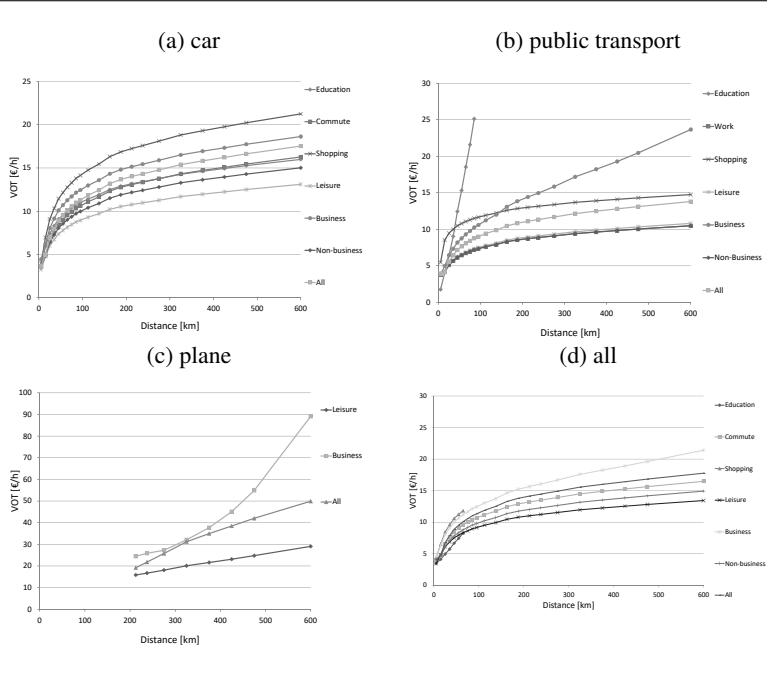 (a) car
(b) public transport
25
20
15
10
5
0
VOT [€/h]
0 100 200 300 400 500 600
Distance [km]
Education
Commute
Shopping
Leisure
Business
Non-business
All
30
25
20
15
10
5
0
VOT [€/h]
0 100 200 300 400 500 600
Distance [km]
Education
Work
Shopping
Leisure
Business
Non-Business
All
(c) plane
(d) all
100
90
80
70
60
50
40
30
20
10
0
VOT [€/h]
0 100 200 300 400 500 600
Distance [km]
Leisure
Business
All
30
25
20
15
10
5
0
VOT [€/h]
0 100 200 300 400 500 600
Distance [km]
Education
Commute
Shopping
Leisure
Business
Non-business
All